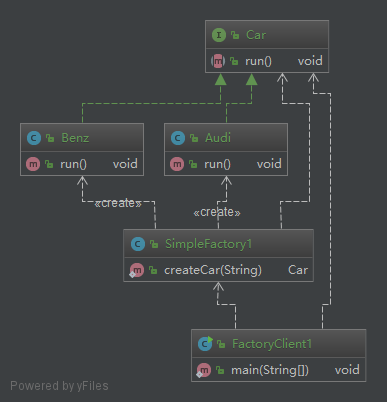 I Car
m run() void
C Benz
m run() void
C Audi
m run() void
«create»
«create»
C SimpleFactory1
m createCar(String) Car
C FactoryClient1
m main(String[]) void
Powered by yFiles